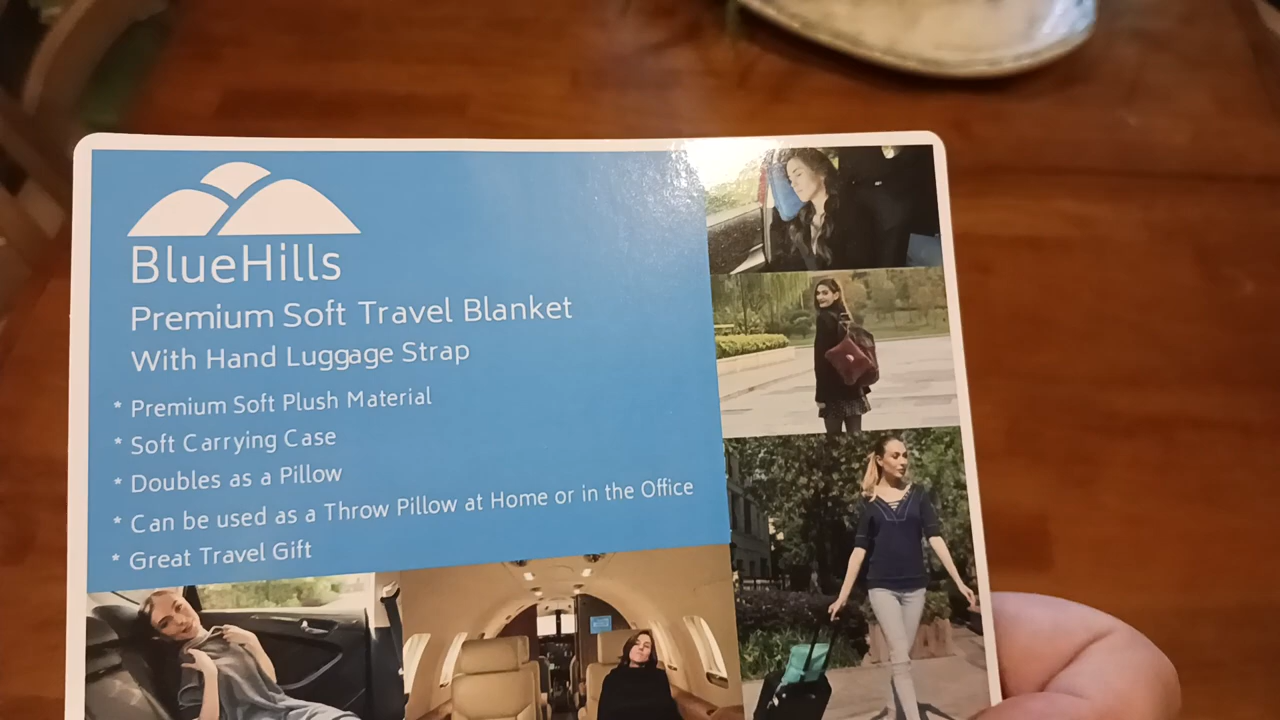 BlueHills
Premium Soft Travel Blanket
With Hand Luggage Strap
* Premium Soft Plush Material
* Soft Carrying Case
* Doubles as a Pillow
* Can be used as a Throw Pillow at Home or in the Office
* Great Travel Gift